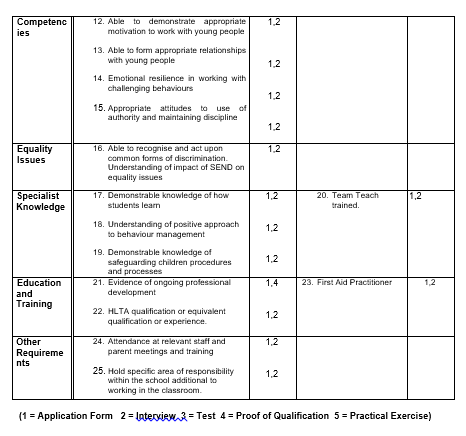 Competenc
ies
12. Able to demonstrate appropriate
motivation to work with young people
1,2
13. Able to form appropriate relationships
with young people
1,2
14. Emotional resilience in working with
challenging behaviours
1,2
15. Appropriate attitudes to use of
authority and maintaining discipline
1,2
Equality
Issues
16. Able to recognise and act upon
common forms of discrimination.
Understanding of impact of SEND on
equality issues
1,2
Specialist
Knowledge
17. Demonstrable knowledge of how
students learn
1,2
18. Understanding of positive approach
to behaviour management
1,2
19. Demonstrable knowledge of
safeguarding children procedures
and processes
1,2
20. Team Teach
trained.
1,2
Education
and
Training
21. Evidence of ongoing professional
development
1,4
22. HLTA qualification or equivalent
qualification or experience.
1,2
23. First Aid Practitioner
1,2
Other
Requireme
nts
24. Attendance at relevant staff and
parent meetings and training
1,2
25. Hold specific area of responsibility
within the school additional to
working in the classroom.
1,2
(1 = Application Form 2 = Interview 3 = Test 4 = Proof of Qualification 5 = Practical Exercise)